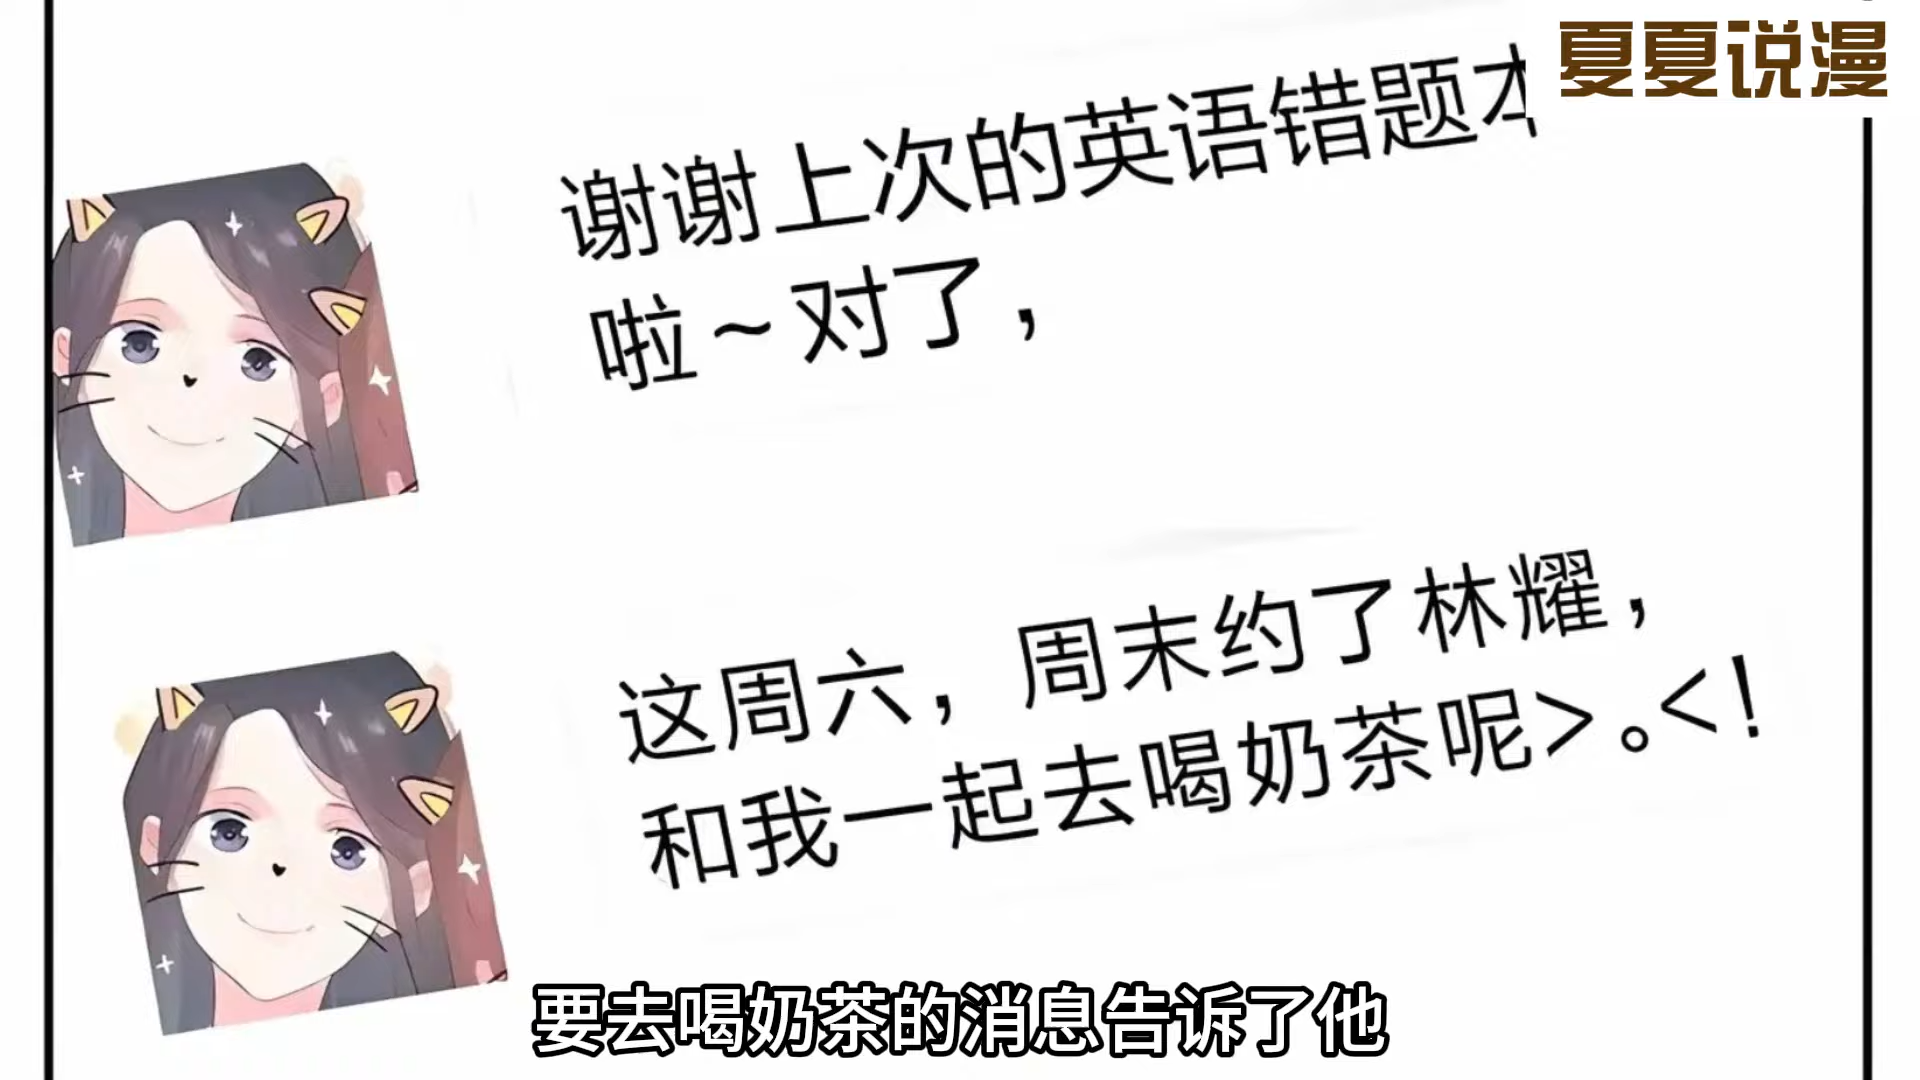 夏夏说漫
谢谢上次的英语错题本
啦~对了，
这周六，周末约了林耀，
和我一起去喝奶茶呢>。<！
要去喝奶茶的消息告诉了他